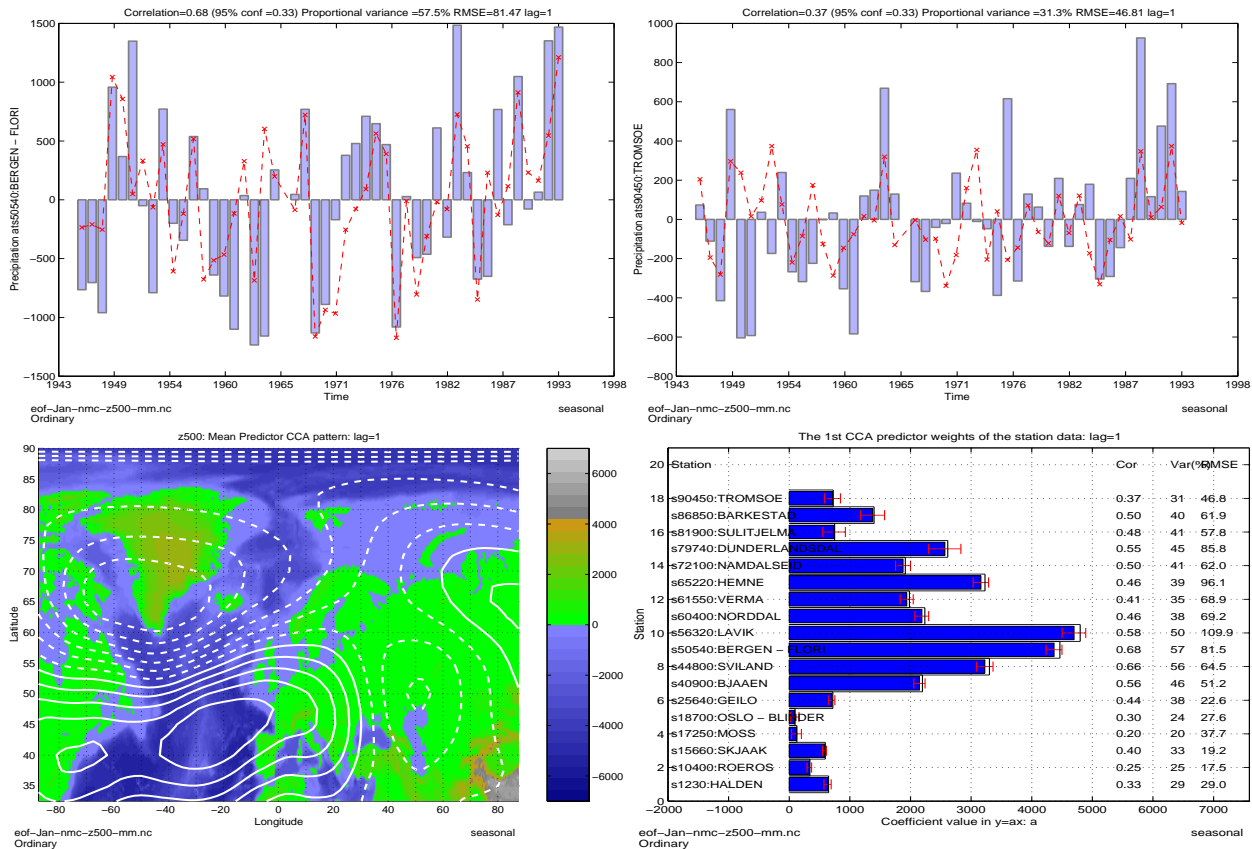 Correlation=0.68 (95% conf =0.33) Proportional variance =57.5% RMSE=81.47 lag=1
Precipitation ats50540:BERGEN − FLORI
1500
1000
500
0
−500
−1000
−1500
1943 1949 1954 1960 1965 1971 1976 1982 1987 1993 1998
Time
eof−Jan−nmc−z500−mm.nc
Ordinary
seasonal
Correlation=0.37 (95% conf =0.33) Proportional variance =31.3% RMSE=46.81 lag=1
Precipitation ats90450:TROMSOE
1000
800
600
400
200
0
−200
−400
−600
−800
1943 1949 1954 1960 1965 1971 1976 1982 1987 1993 1998
Time
eof−Jan−nmc−z500−mm.nc
Ordinary
seasonal
z500: Mean Predictor CCA pattern: lag=1
Latitude
90
85
80
75
70
65
60
55
50
45
40
35
−80 −60 −40 −20 0 20 40 60 80
Longitude
6000
4000
2000
0
−2000
−4000
−6000
eof−Jan−nmc−z500−mm.nc
Ordinary
seasonal
The 1st CCA predictor weights of the station data: lag=1
Station
20
18
16
14
12
10
8
6
4
2
0
Station Cor Var(%)RMSE
s90450:TROMSOE 0.37 31 46.8
s86850:BARKESTAD 0.50 40 61.9
s81900:SULITJELMA 0.48 41 57.8
s79740:DUNDERLANDSDAL 0.55 45 85.8
s72100:NAMDALSEID 0.50 41 62.0
s65220:HEMNE 0.46 39 96.1
s61550:VERMA 0.41 35 68.9
s60400:NORDDAL 0.46 38 69.2
s56320:LAVIK 0.58 50 109.9
s50540:BERGEN − FLORI 0.68 57 81.5
s44800:SVILAND 0.66 56 64.5
s40900:BJAAEN 0.56 46 51.2
s25640:GEILO 0.44 38 22.6
s18700:OSLO − BLINDER 0.30 24 27.6
s17250:MOSS 0.20 20 37.7
s15660:SKJAAK 0.40 33 19.2
s10400:ROEROS 0.25 25 17.5
s1230:HALDEN 0.33 29 29.0
−2000 −1000 0 1000 2000 3000 4000 5000 6000 7000
Coefficient value in y=ax: a
eof−Jan−nmc−z500−mm.nc
Ordinary
seasonal